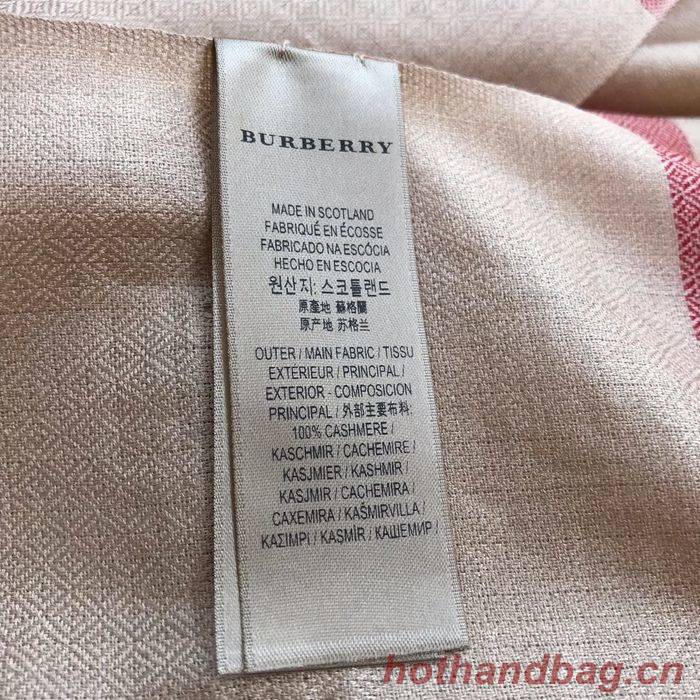 BURBERRY
MADE IN SCOTLAND
FABRIQUÉ EN ÉCOSSE
FABRICADO NA ESCÓCIA
HECHO EN ESCOCIA
원산지: 스코틀랜드
原產地 蘇格蘭
原产地 苏格兰
OUTER / MAIN FABRIC / TISSU
EXTÉRIEUR / PRINCIPAL /
EXTERIOR - COMPOSICION
PRINCIPAL / 外部主要布料:
100% CASHMERE /
KASCHMIR / CACHEMIRE /
KASJMIER / KASHMIR /
KASJMIR / CACHEMIRA /
CAXEMIRA / KAŠMIRVILLA /
ΚΑΣΙΜΡΙ / KAŞMİR / КАШЕМИР /
hothandbag.cn